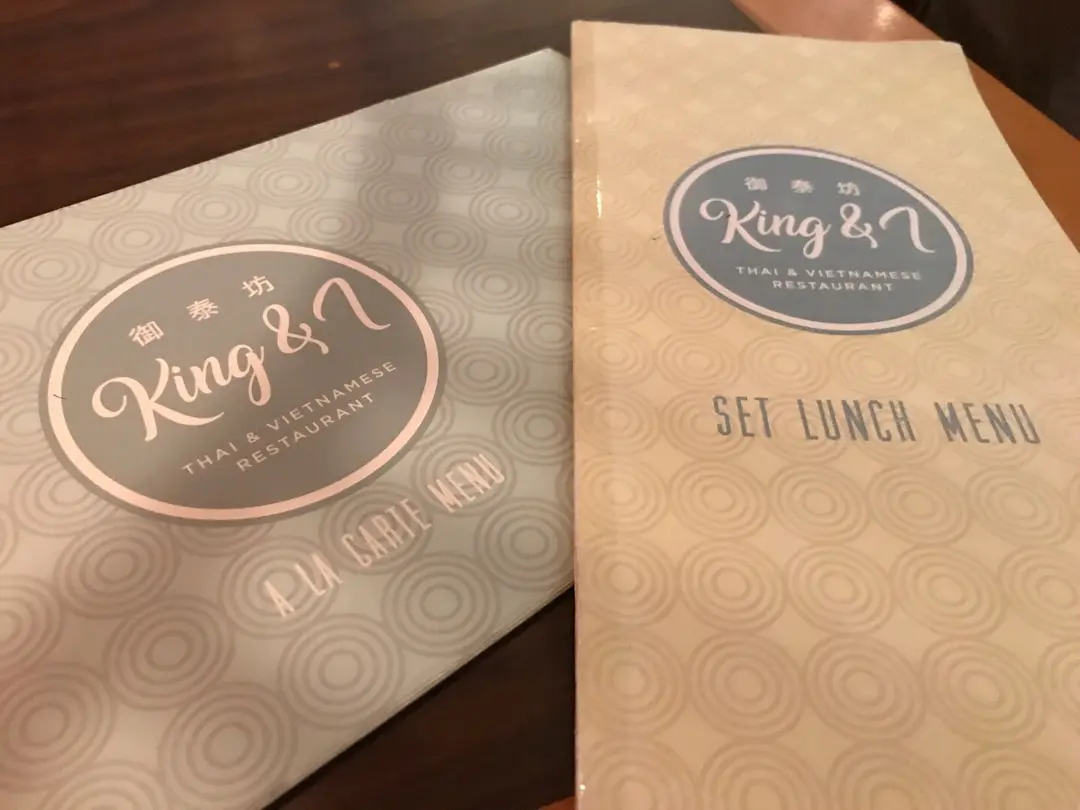 御泰坊
King & I
THAI & VIETNAMESE
RESTAURANT
A LA CARTE MENU
御泰坊
King & I
THAI & VIETNAMESE
RESTAURANT
SET LUNCH MENU